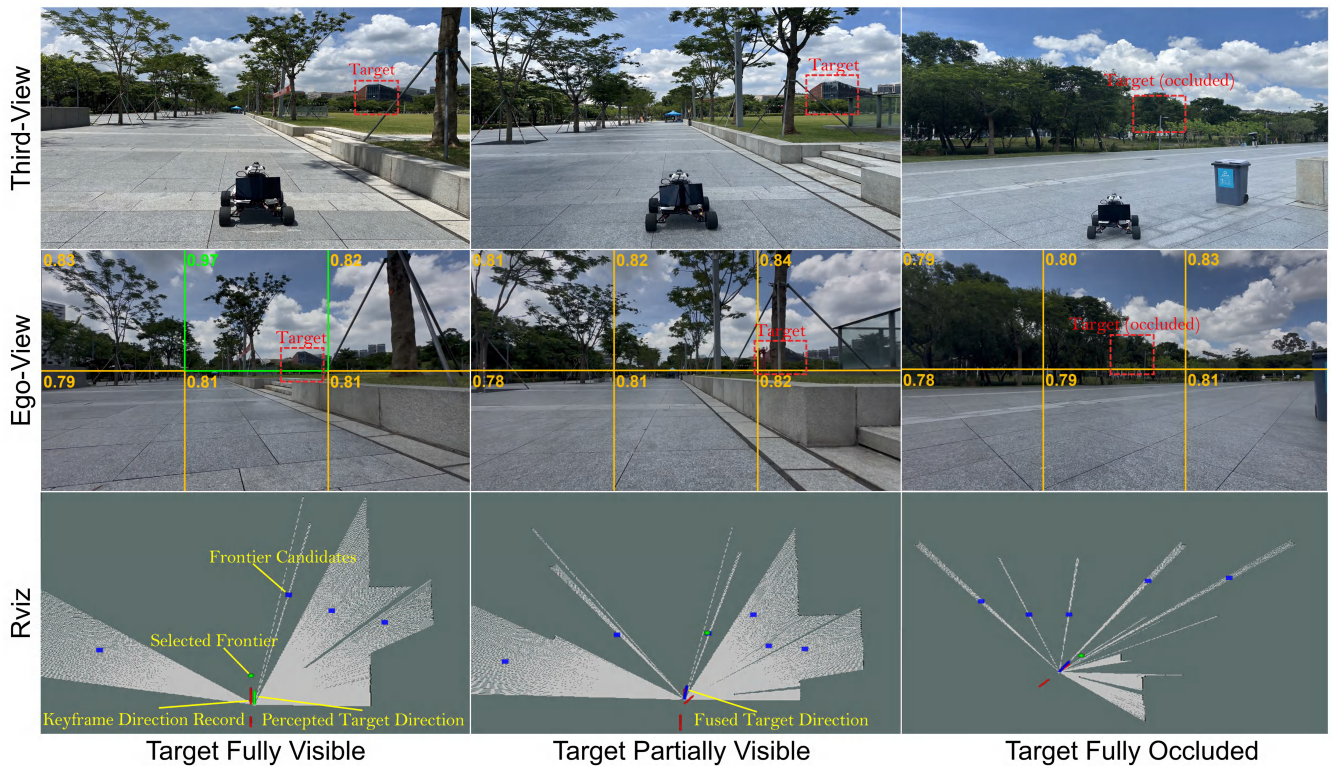 Third-View
Target
Target
Target (occluded)
Ego-View
0.83
0.97
0.82
Target
0.79
0.81
0.81
0.81
0.82
0.84
Target
0.78
0.81
0.82
0.79
0.80
0.83
Target (occluded)
0.78
0.79
0.81
Rviz
Frontier Candidates
Selected Frontier
Keyframe Direction Record
Percepted Target Direction
Fused Target Direction
Target Fully Visible
Target Partially Visible
Target Fully Occluded